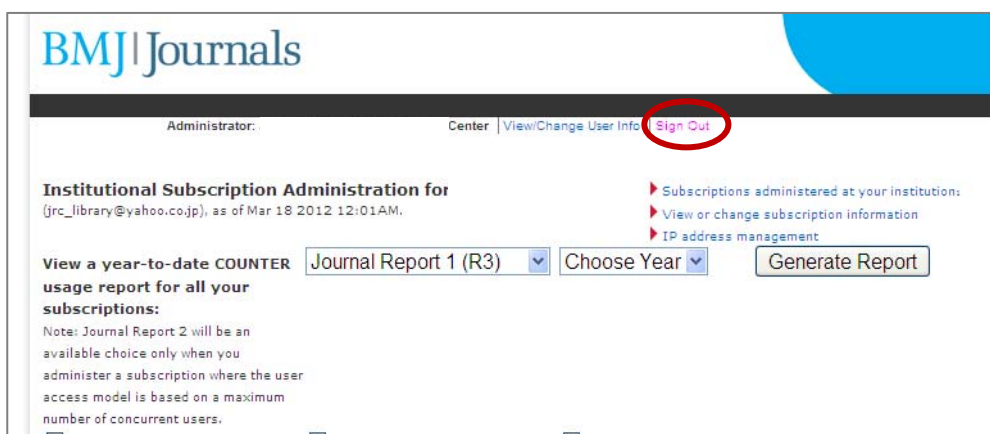 BMJ|Journals
Administrator: Center | View/Change User Info | Sign Out
Institutional Subscription Administration for
(jrc_library@yahoo.co.jp), as of Mar 18 2012 12:01AM.
Subscriptions administered at your institution:
View or change subscription information
IP address management
View a year-to-date COUNTER
usage report for all your
subscriptions:
Journal Report 1 (R3) Choose Year Generate Report
Note: Journal Report 2 will be an
available choice only when you
administer a subscription where the user
access model is based on a maximum
number of concurrent users.